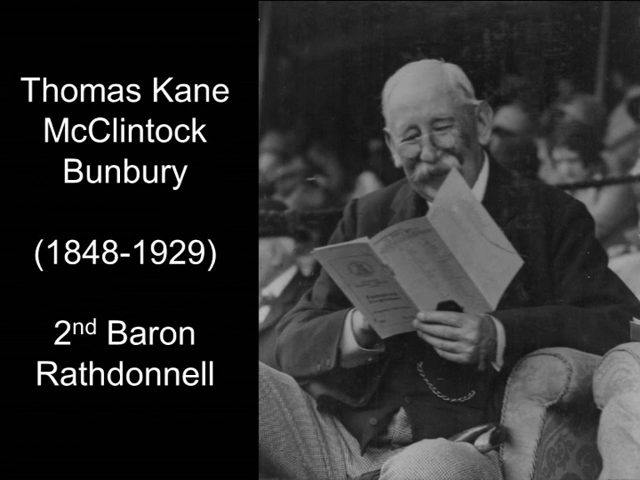 Thomas Kane
McClintock
Bunbury
(1848-1929)
2nd Baron
Rathdonnell